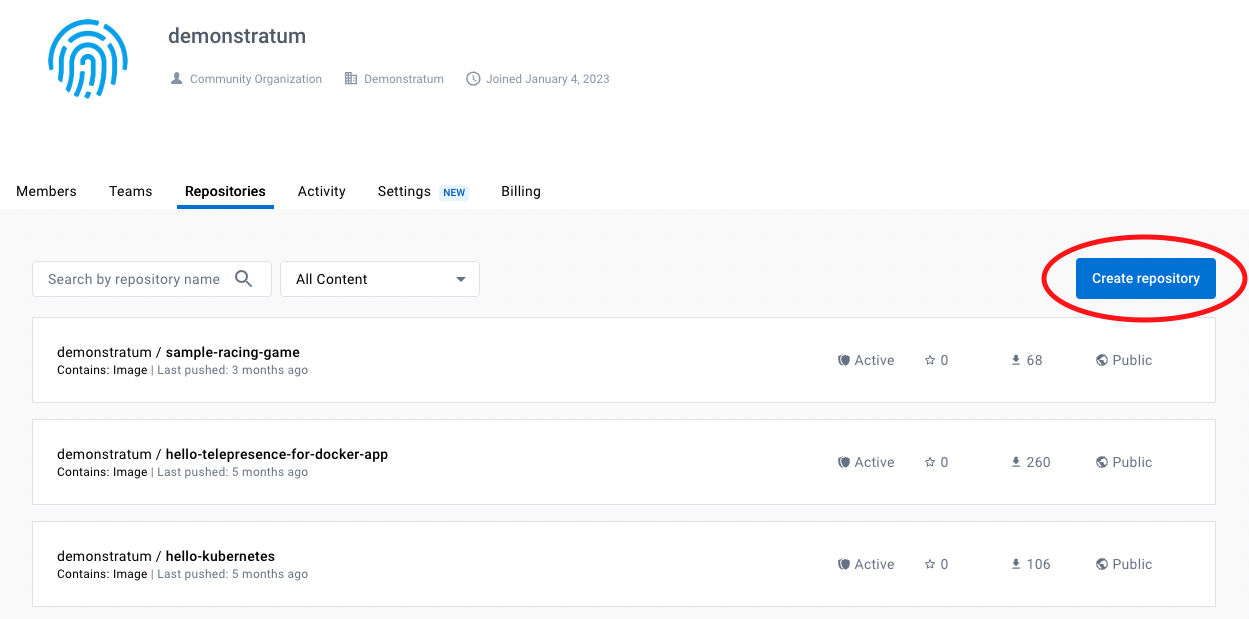 demonstratum
Community Organization Demonstratum Joined January 4, 2023
Members Teams Repositories Activity Settings NEW Billing
Search by repository name All Content Create repository
demonstratum / sample-racing-game
Contains: Image | Last pushed: 3 months ago
Active 0 68 Public
demonstratum / hello-telepresence-for-docker-app
Contains: Image | Last pushed: 5 months ago
Active 0 260 Public
demonstratum / hello-kubernetes
Contains: Image | Last pushed: 5 months ago
Active 0 106 Public